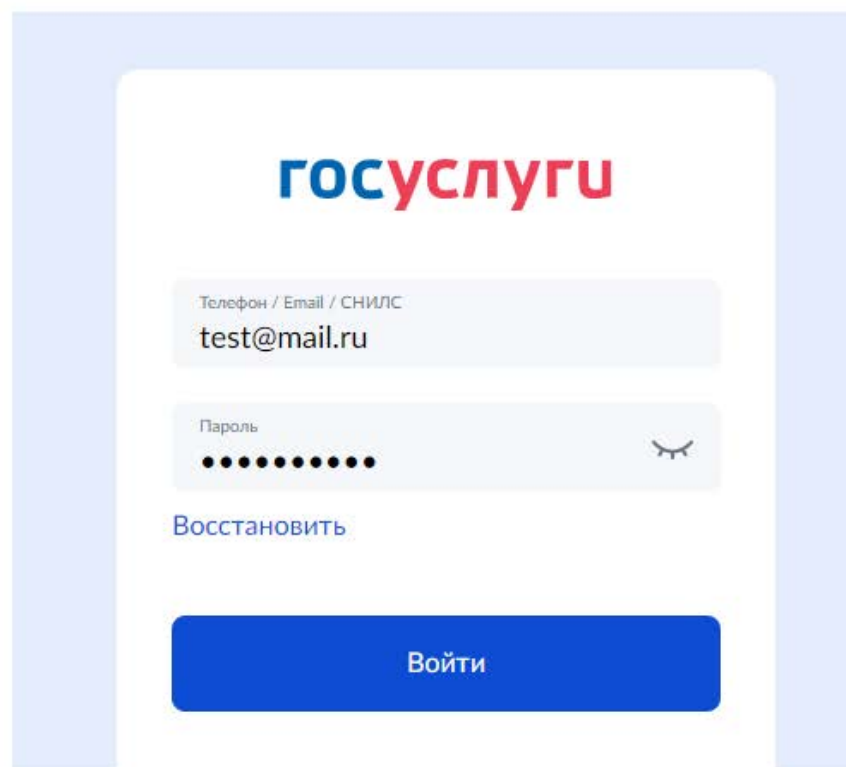 госуслуги
Телефон / Email / СНИЛС
test@mail.ru
Пароль
••••••••••
Восстановить
Войти